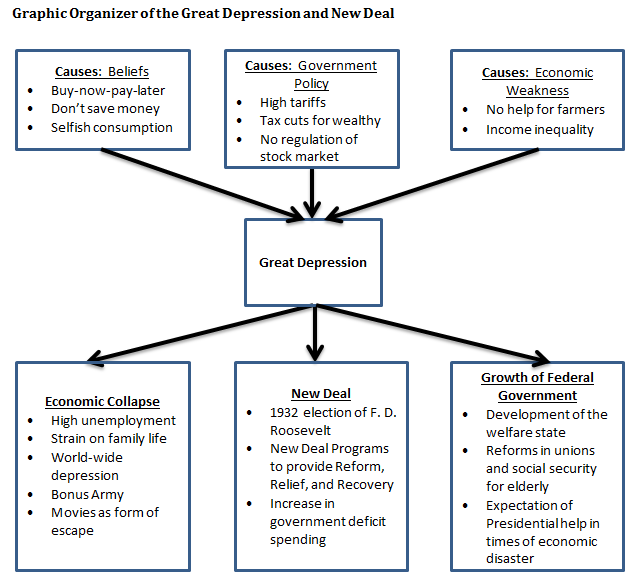 Graphic Organizer of the Great Depression and New Deal
Causes: Beliefs
• Buy-now-pay-later
• Don't save money
• Selfish consumption
Causes: Government
Policy
• High tariffs
• Tax cuts for wealthy
• No regulation of
stock market
Causes: Economic
Weakness
• No help for farmers
• Income inequality
Great Depression
Economic Collapse
• High unemployment
• Strain on family life
• World-wide
depression
• Bonus Army
• Movies as form of
escape
New Deal
• 1932 election of F. D.
Roosevelt
• New Deal Programs
to provide Reform,
Relief, and Recovery
• Increase in
government deficit
spending
Growth of Federal
Government
• Development of the
welfare state
• Reforms in unions
and social security
for elderly
• Expectation of
Presidential help in
times of economic
disaster